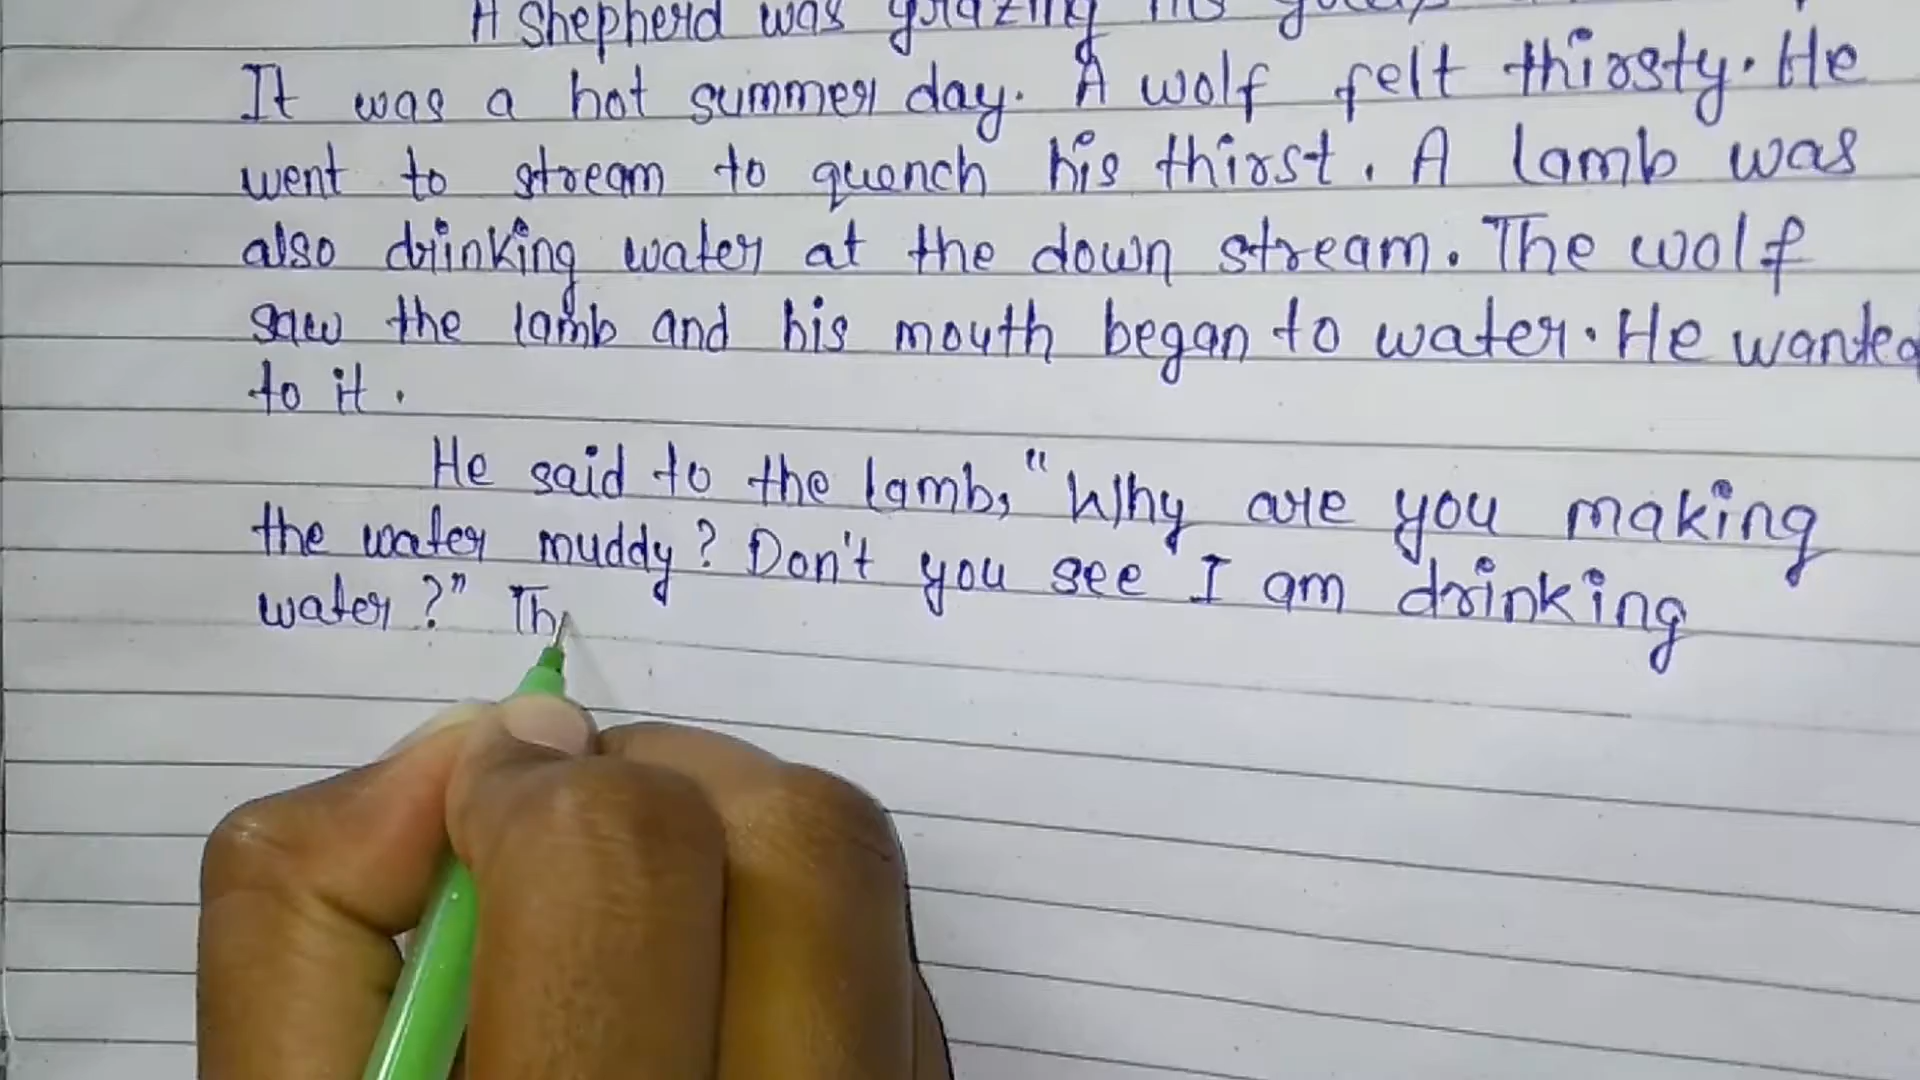 A shepherd was grazing his
It was a hot summer day. A wolf felt thirsty. He
went to stream to quench his thirst. A lamb was
also drinking water at the down stream. The wolf
saw the lamb and his mouth began to water. He wanted
to it.
He said to the lamb, "Why are you making
the water muddy? Don't you see I am drinking
water?" Th